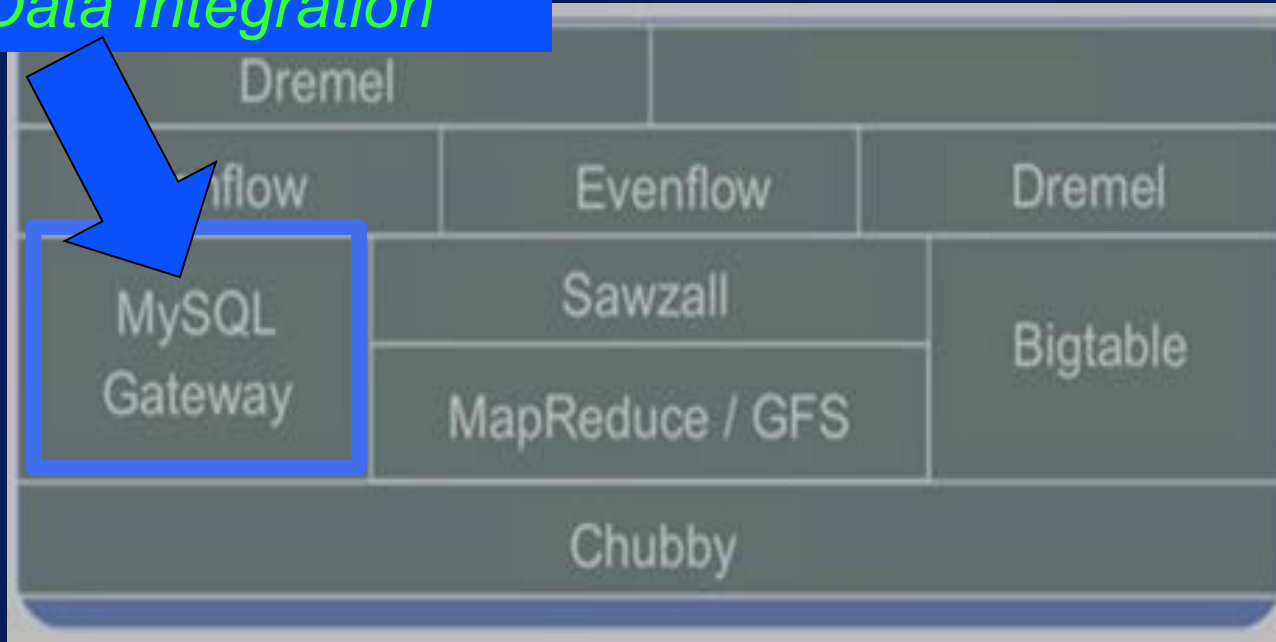 Data Integration
Dremel
Evenflow
Dremel
MySQL
Gateway
Sawzall
MapReduce / GFS
Bigtable
Chubby